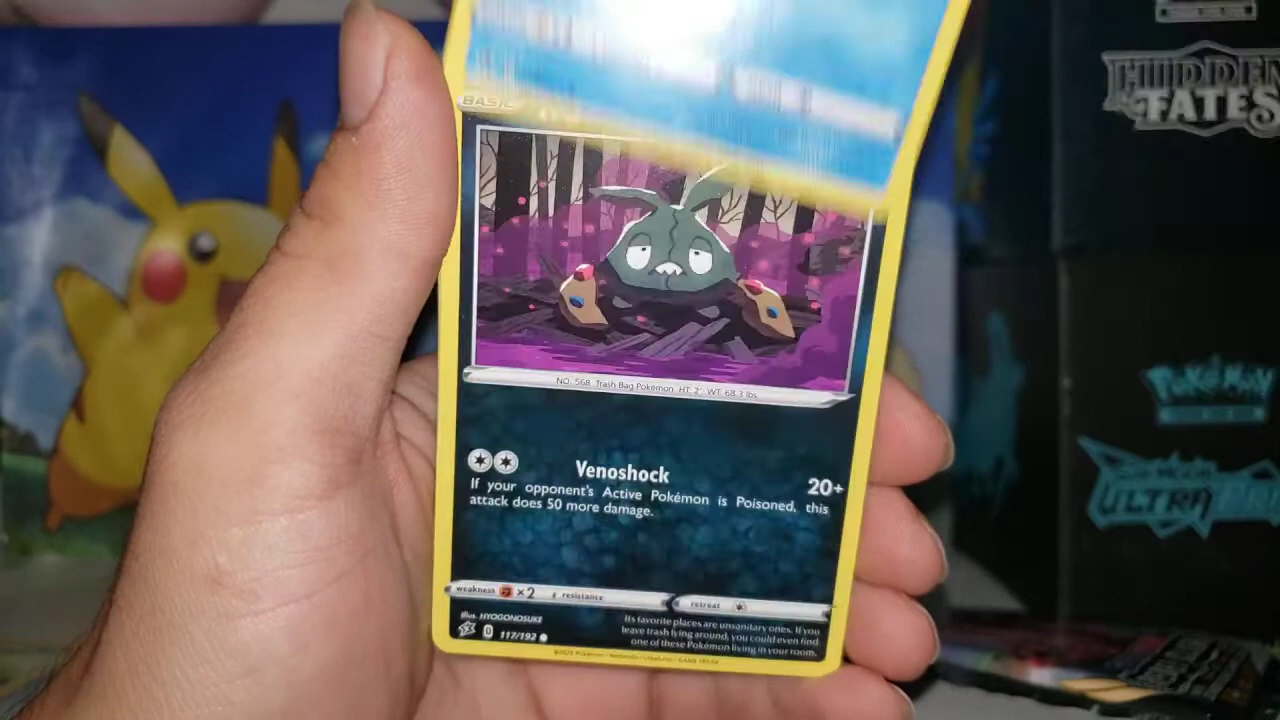 HIDDEN
FATES
BASIC
NO. 568 Trash Bag Pokémon HT: 2' WT: 68.3 lbs.
POKÉMON
ULTRA
Venoshock 20+
If your opponent's Active Pokémon is Poisoned, this
attack does 50 more damage.
weakness ×2 resistance retreat
Illus. HYOGONOSUKE
D 117/192
Its favorite places are unsanitary ones. If you
leave trash lying around, you could even find
one of these Pokémon living in your room.